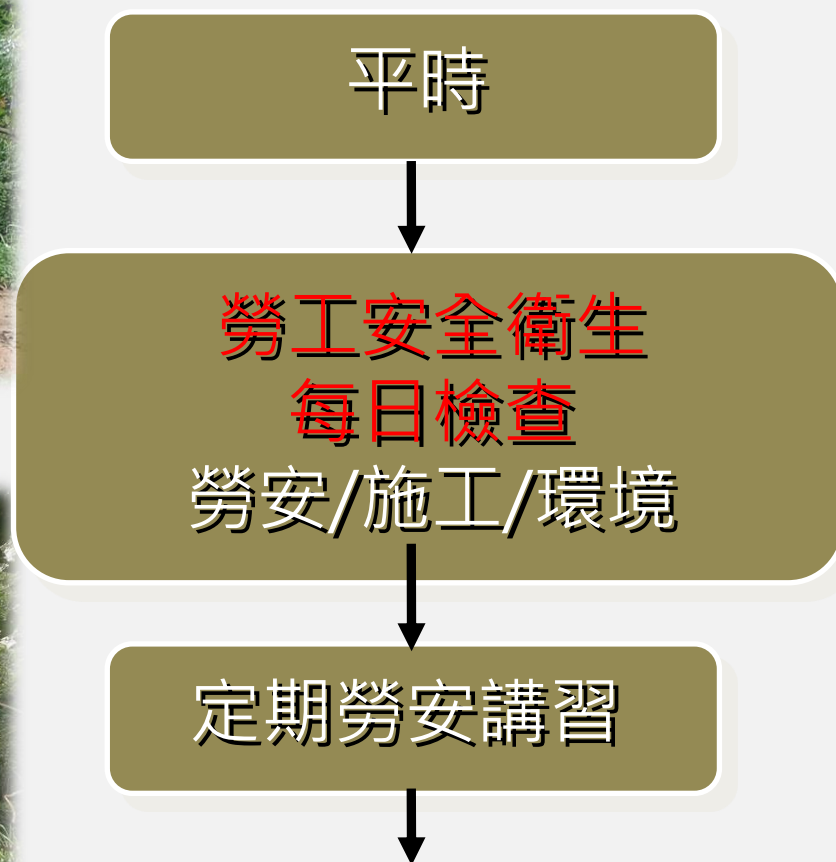 平時
勞工安全衛生
每日檢查
勞安/施工/環境
定期勞安講習